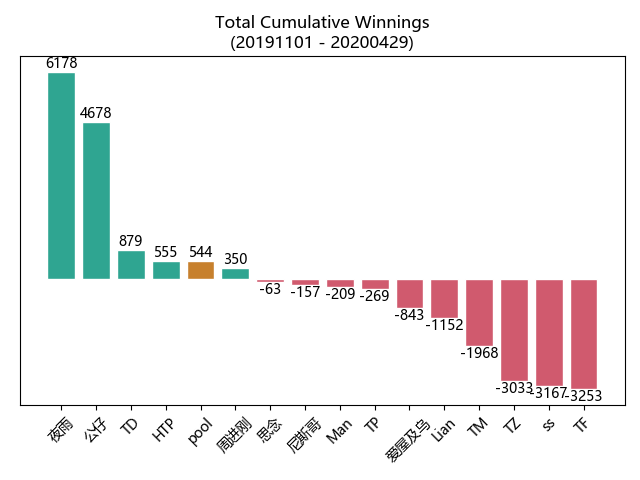 Total Cumulative Winnings
(20191101 - 20200429)
6178
4678
879
555
544
350
-63
-157
-209
-269
-843
-1152
-1968
-3033
-3167
-3253
夜雨
公仔
TD
HTP
pool
周进刚
思念
尼斯哥
Man
TP
爱屋及乌
Lian
TM
TZ
ss
TF